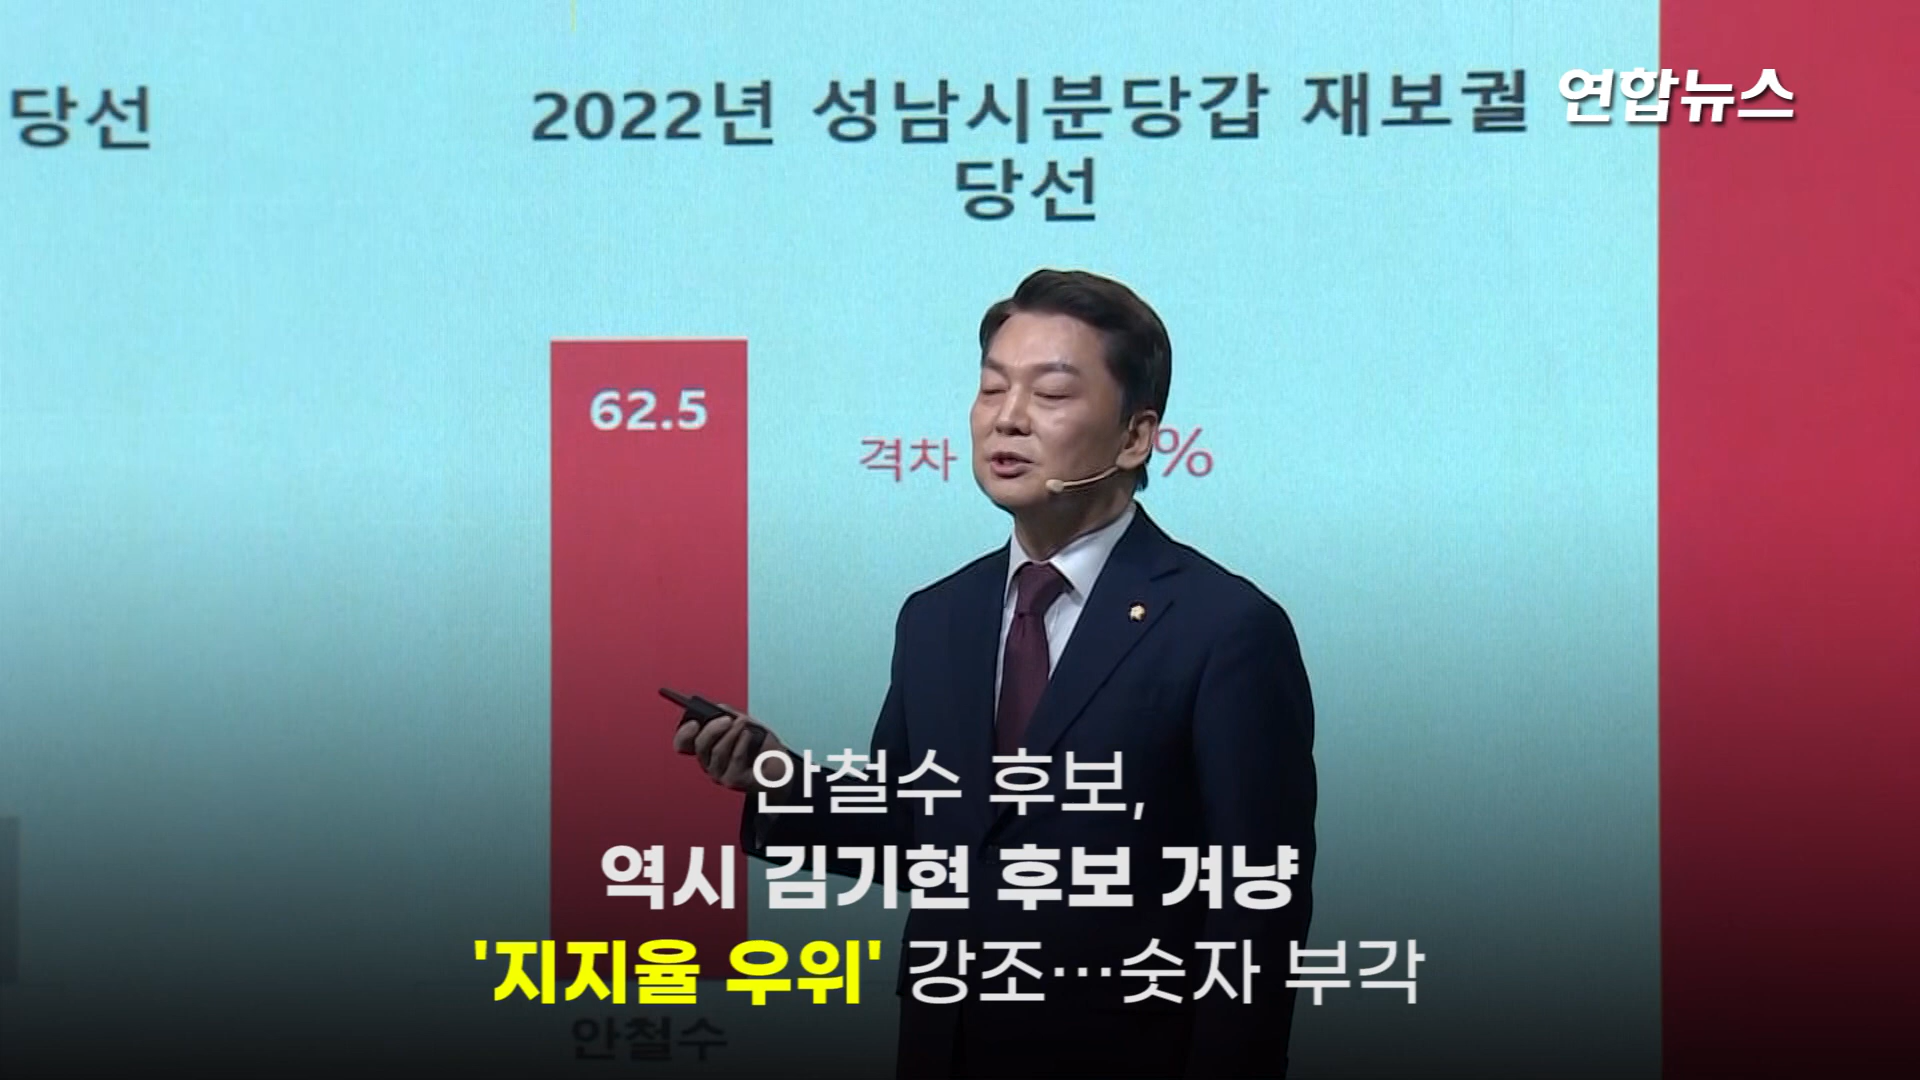 당선
2022년 성남시분당갑 재보궐
당선
연합뉴스
62.5
격차 %
안철수 후보,
역시 김기현 후보 겨냥
'지지율 우위' 강조…숫자 부각
안철수